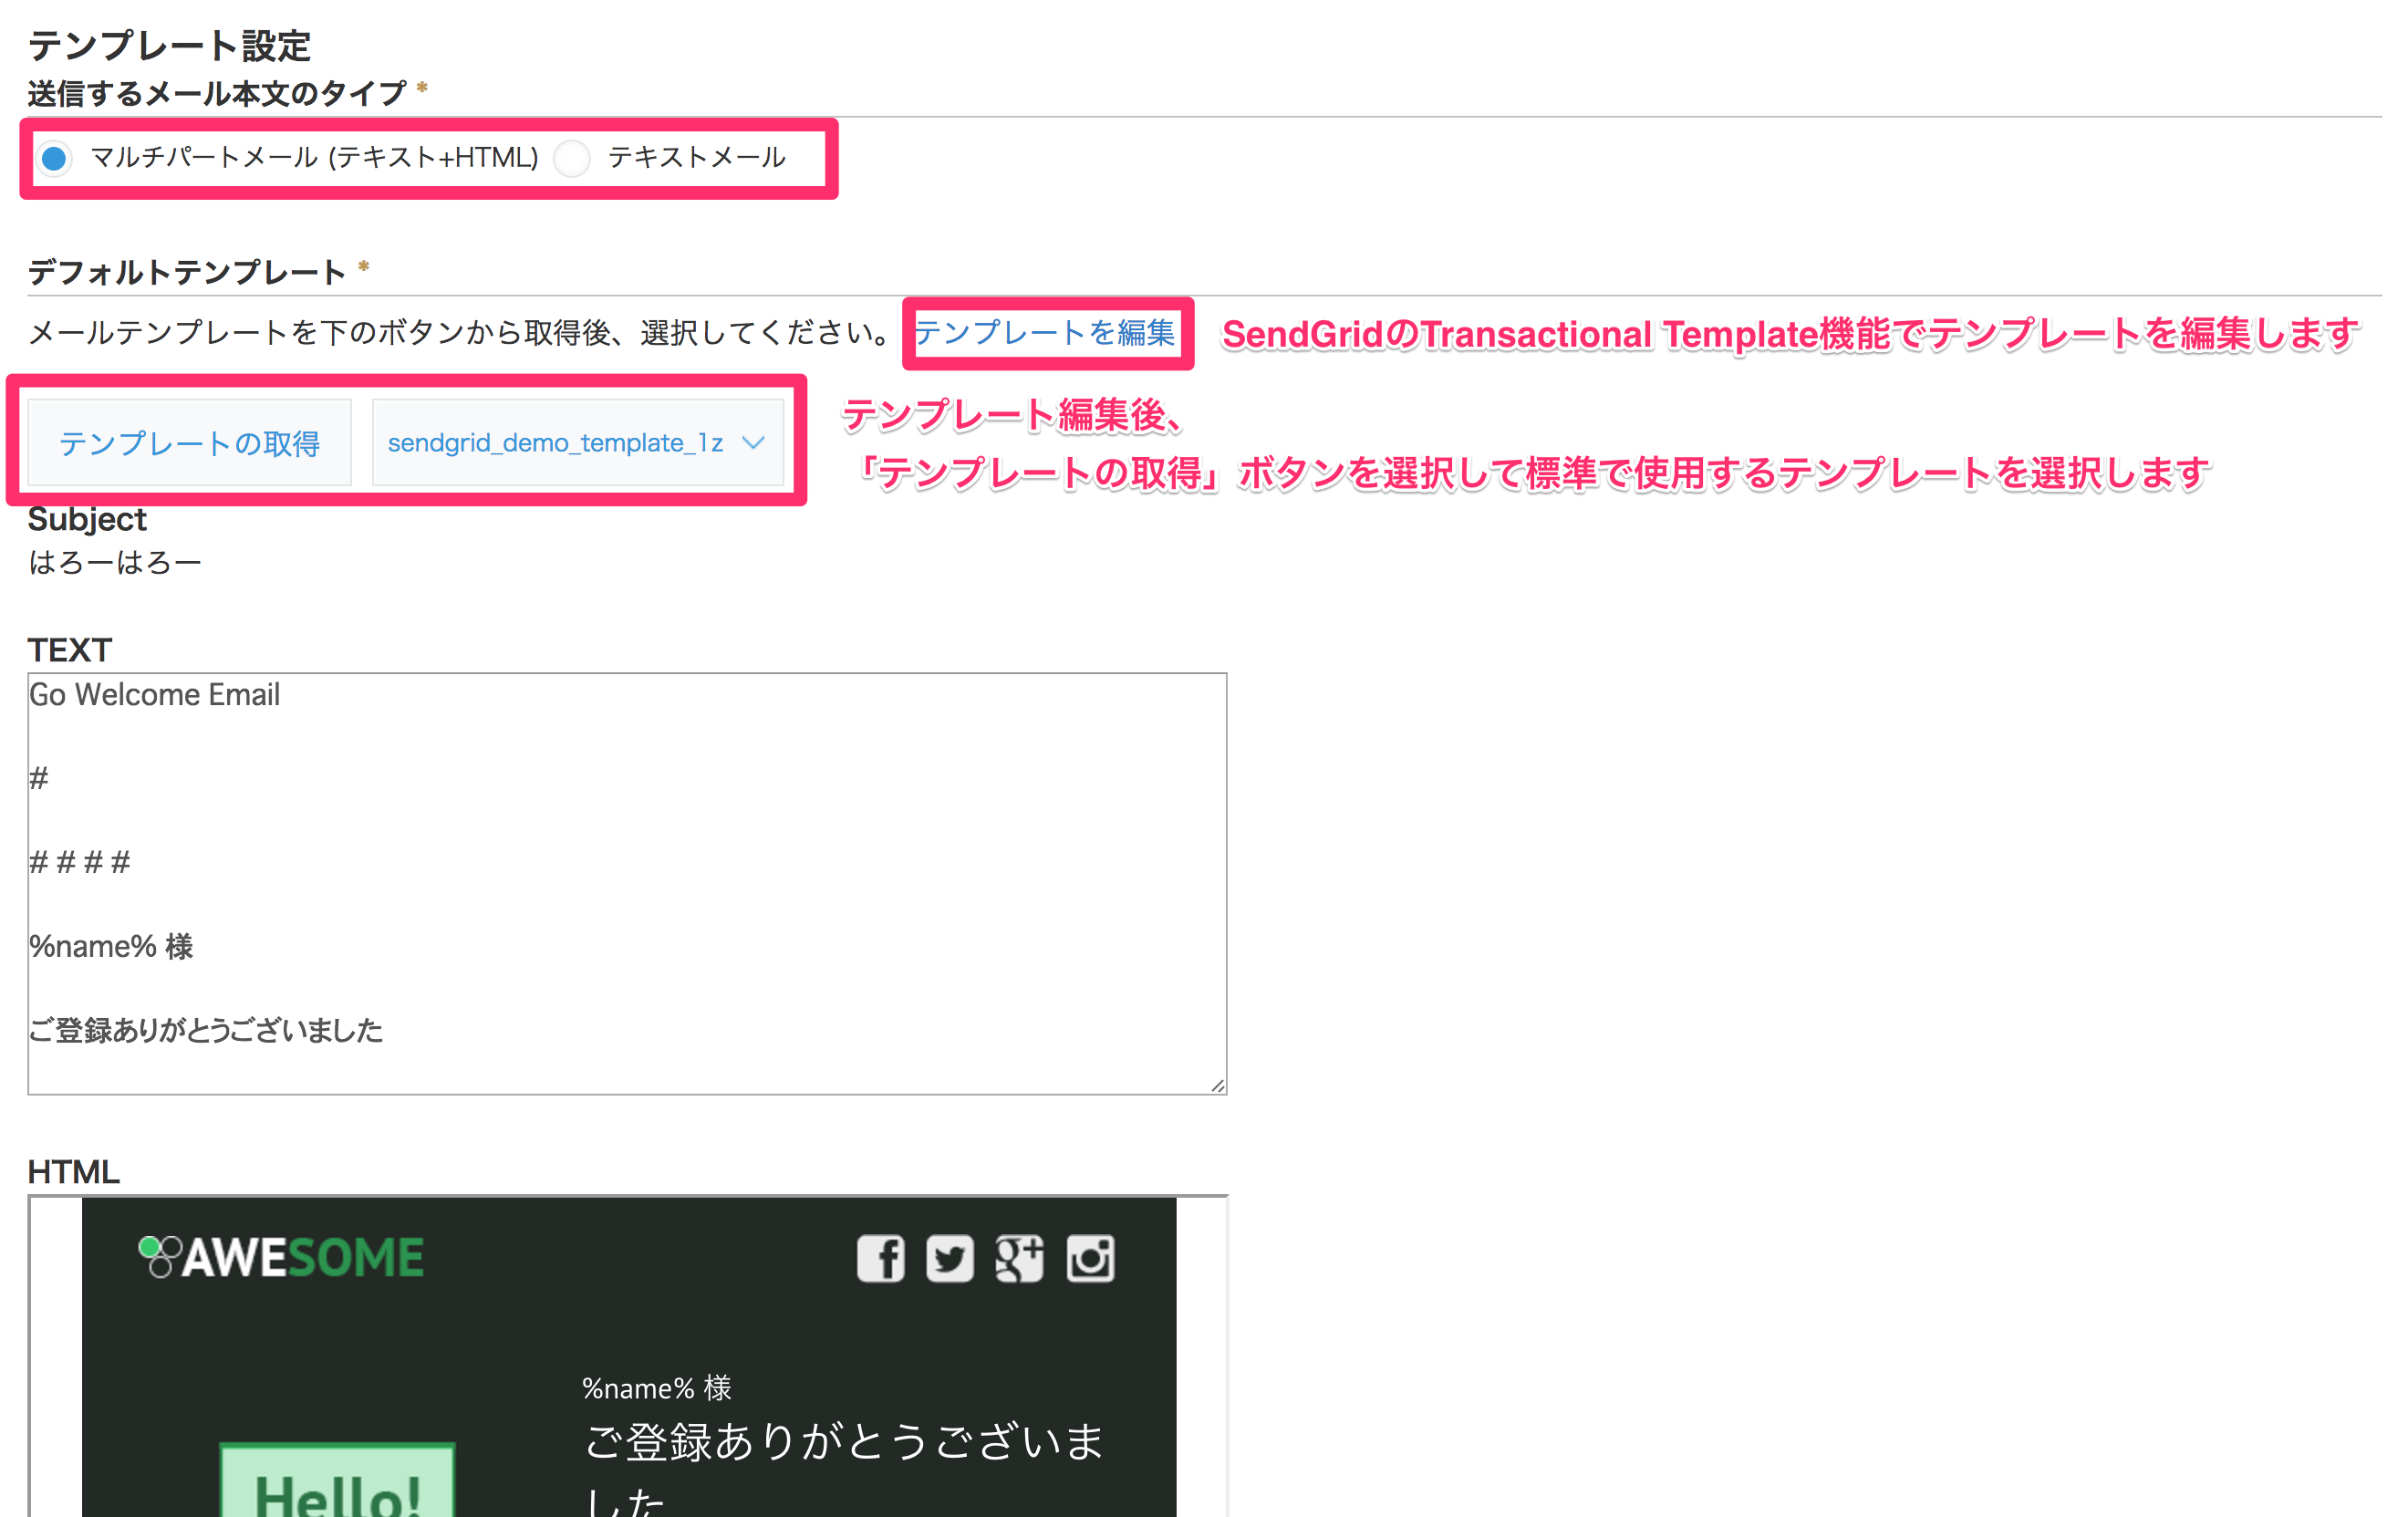 テンプレート設定
送信するメール本文のタイプ *
マルチパートメール (テキスト+HTML) テキストメール
デフォルトテンプレート *
メールテンプレートを下のボタンから取得後、選択してください。 テンプレートを編集 SendGridのTransactional Template機能でテンプレートを編集します
テンプレートの取得 sendgrid_demo_template_1z
テンプレート編集後、
「テンプレートの取得」ボタンを選択して標準で使用するテンプレートを選択します
Subject
はろーはろー
TEXT
Go Welcome Email
#
# # # #
%name% 様
ご登録ありがとうございました
HTML
AWESOME
%name% 様
ご登録ありがとうございま
した
Hello!